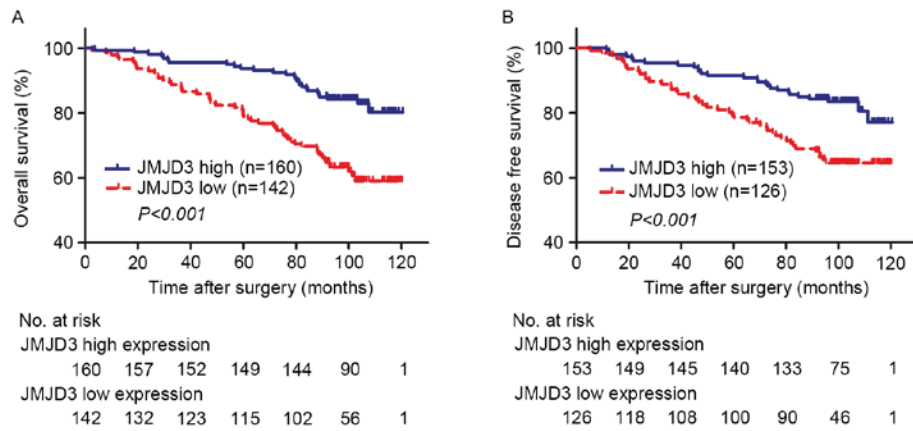 A
Overall survival (%)
100
80
60
40
JMJD3 high (n=160)
JMJD3 low (n=142)
P<0.001
0 20 40 60 80 100 120
Time after surgery (months)
No. at risk
JMJD3 high expression
160 157 152 149 144 90 1
JMJD3 low expression
142 132 123 115 102 56 1
B
Disease free survival (%)
100
80
60
40
JMJD3 high (n=153)
JMJD3 low (n=126)
P<0.001
0 20 40 60 80 100 120
Time after surgery (months)
No. at risk
JMJD3 high expression
153 149 145 140 133 75 1
JMJD3 low expression
126 118 108 100 90 46 1